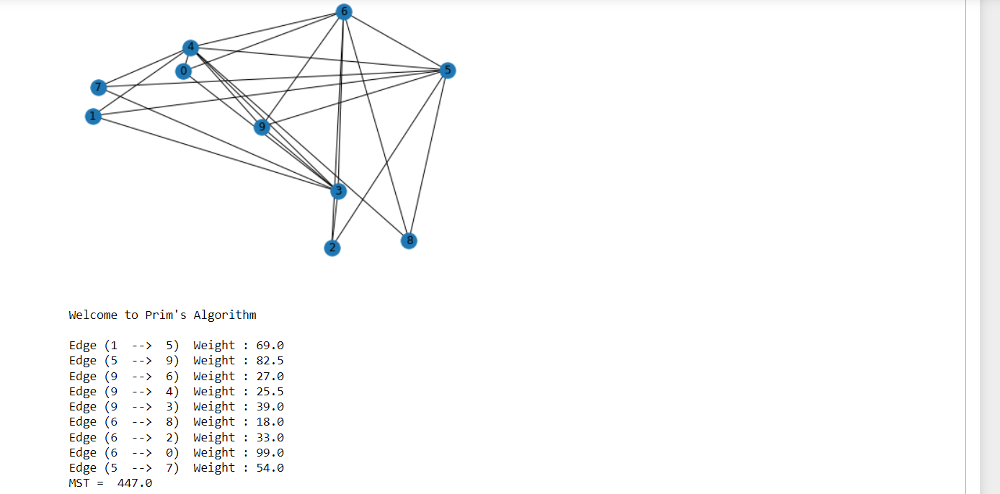 6
4
0
5
7
1
9
3
2
8
Welcome to Prim's Algorithm
Edge (1  -->  5)  Weight : 69.0
Edge (5  -->  9)  Weight : 82.5
Edge (9  -->  6)  Weight : 27.0
Edge (9  -->  4)  Weight : 25.5
Edge (9  -->  3)  Weight : 39.0
Edge (6  -->  8)  Weight : 18.0
Edge (6  -->  2)  Weight : 33.0
Edge (6  -->  0)  Weight : 99.0
Edge (5  -->  7)  Weight : 54.0
MST =  447.0